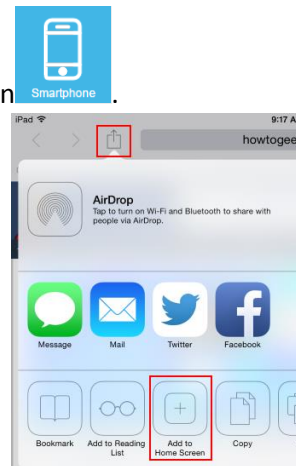 n Smartphone .
iPad 9:17 A
howtogee
AirDrop
Tap to turn on Wi-Fi and Bluetooth to share with
people via AirDrop.
Message Mail Twitter Facebook
Bookmark Add to Reading List Add to Home Screen Copy